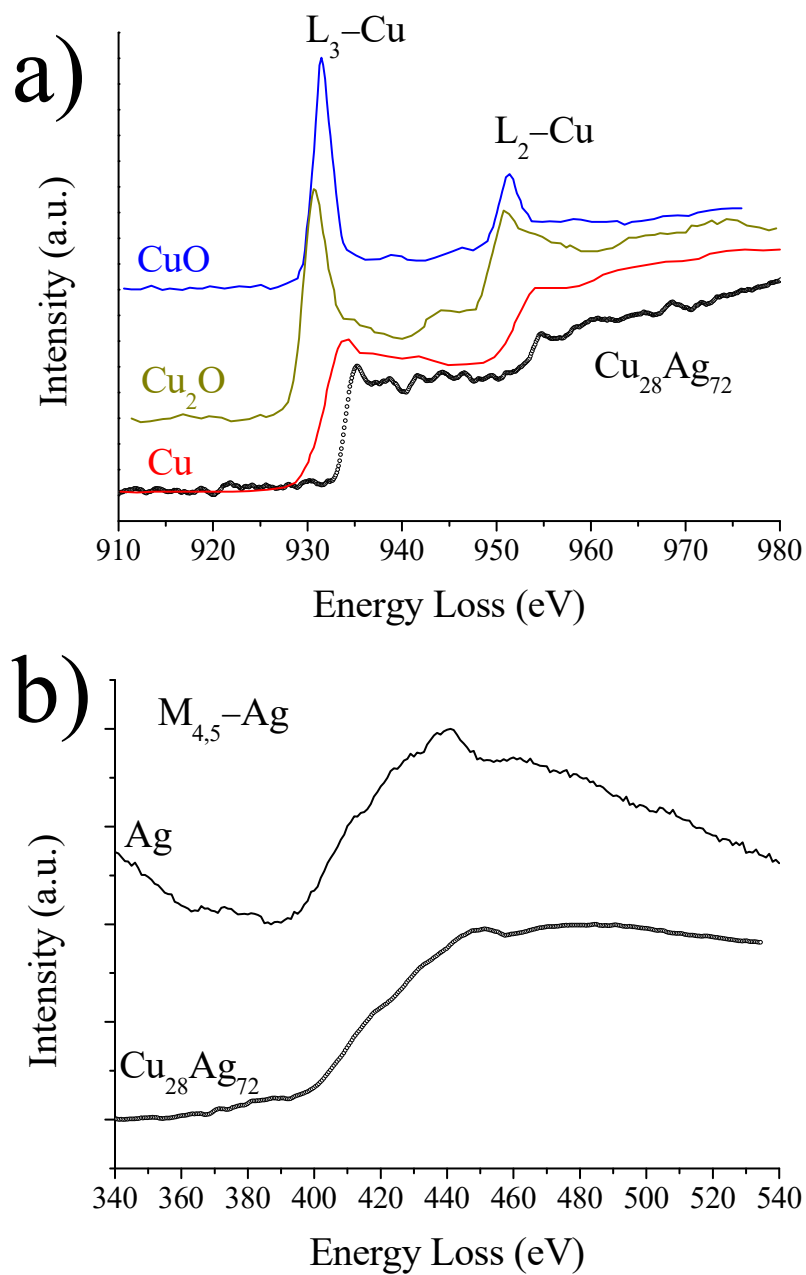 a)
L₃–Cu
L₂–Cu
CuO
Cu₂O
Cu
Cu₂₈Ag₇₂
Intensity (a.u.)
910 920 930 940 950 960 970 980
Energy Loss (eV)
b)
M₄,₅–Ag
Ag
Cu₂₈Ag₇₂
Intensity (a.u.)
340 360 380 400 420 440 460 480 500 520 540
Energy Loss (eV)